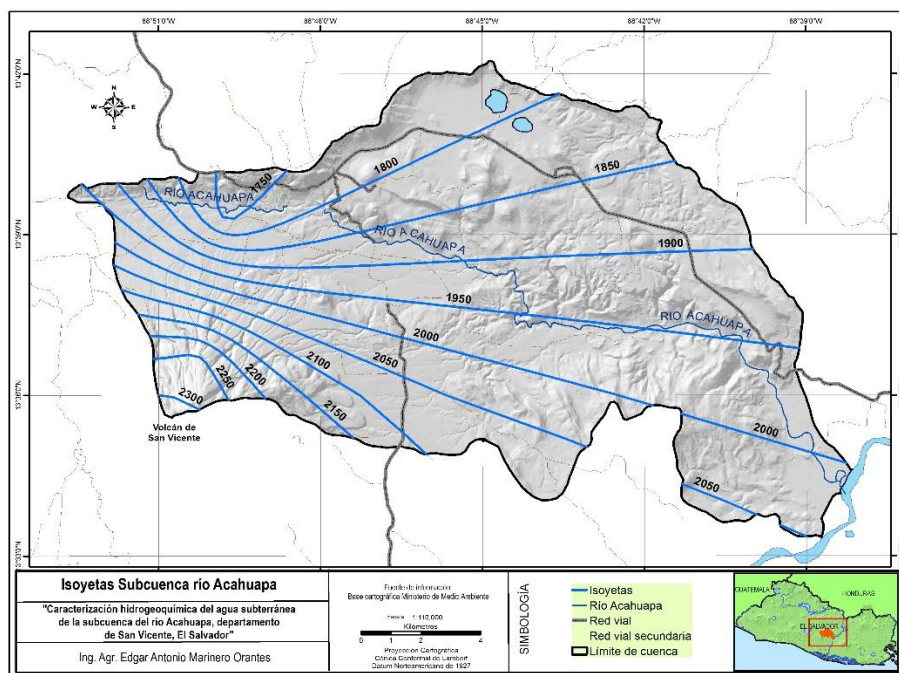 88°51'0"W
88°48'0"W
88°45'0"W
88°42'0"W
88°39'0"W
13°42'0"N
13°39'0"N
13°36'0"N
N
W E
S
1800
1850
1750
RIO ACAHUAPA
RIO ACAHUAPA
1900
1950
RIO ACAHUAPA
2000
2050
2100
2200
2250
2300
2150
2000
2050
Volcán de
San Vicente
Isoyetas Subcuenca río Acahuapa
"Caracterización hidrogeoquímica del agua subterránea
de la subcuenca del río Acahuapa, departamento
de San Vicente, El Salvador"
Ing. Agr. Edgar Antonio Marinero Orantes
Fuente de información
Base cartográfica Ministerio de Medio Ambiente
1:110,000
Kilómetros
0 1 2 4
Proyección Cartográfica
Cónica Conformal de Lambert
Datum Norteamericano de 1927
SIMBOLOGÍA
Isoyetas
Río Acahuapa
Red vial
Red vial secundaria
Límite de cuenca
GUATEMALA
HONDURAS
EL SALVADOR